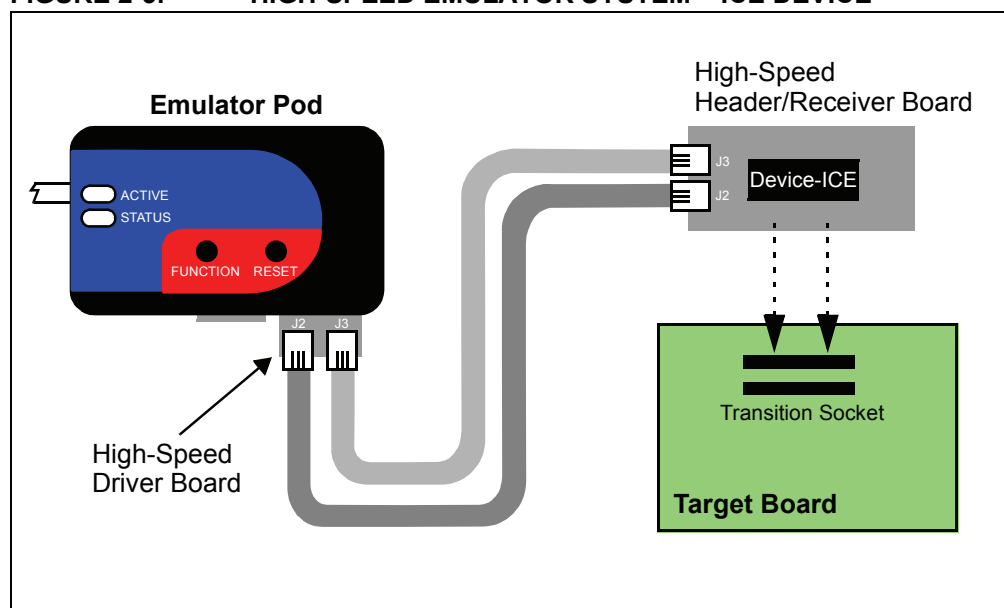 High-Speed
Header/Receiver Board
Emulator Pod
J3
Device-ICE
J2
ACTIVE
STATUS
FUNCTION RESET
J2 J3
Transition Socket
High-Speed
Driver Board
Target Board